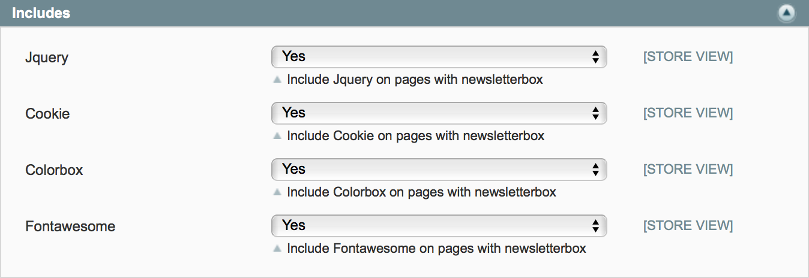 Includes
Jquery Yes [STORE VIEW]
Include Jquery on pages with newsletterbox
Cookie Yes [STORE VIEW]
Include Cookie on pages with newsletterbox
Colorbox Yes [STORE VIEW]
Include Colorbox on pages with newsletterbox
Fontawesome Yes [STORE VIEW]
Include Fontawesome on pages with newsletterbox